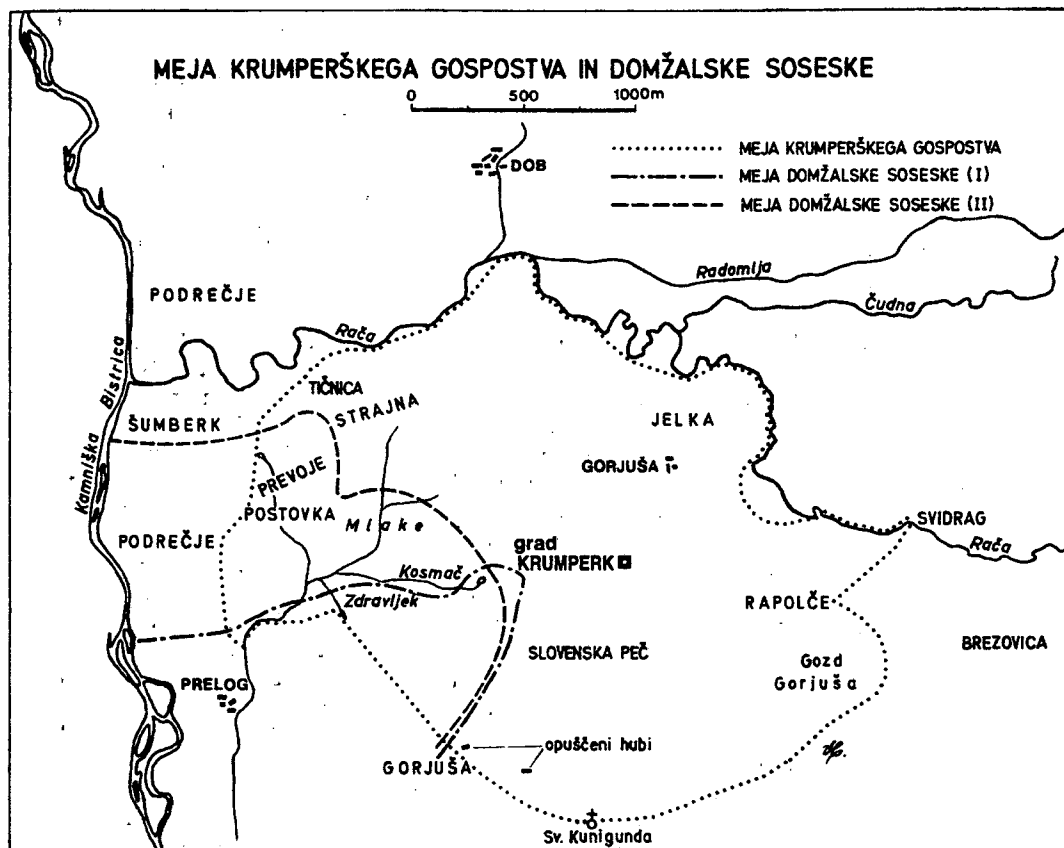 MEJA KRUMPERŠKEGA GOSPOSTVA IN DOMŽALSKE SOSESKE
0 500 1000m
MEJA KRUMPERŠKEGA GOSPOSTVA
MEJA DOMŽALSKE SOSESKE (I)
MEJA DOMŽALSKE SOSESKE (II)
DOB
Radomlja
Čudna
PODREČJE
Rača
Kamniška Bistrica
TIČNICA
STRAJNA
ŠUMBERK
JELKA
GORJUŠA
PREVOJE
POSTOVKA
Mlake
SVIDRAG
Rača
PODREČJE
grad
KRUMPERK
Kosmač
Zdravljek
RAPOLČE
BREZOVICA
SLOVENSKA PEČ
Gozd
Gorjuša
PRELOG
opuščeni hubi
GORJUŠA
Sv. Kunigunda